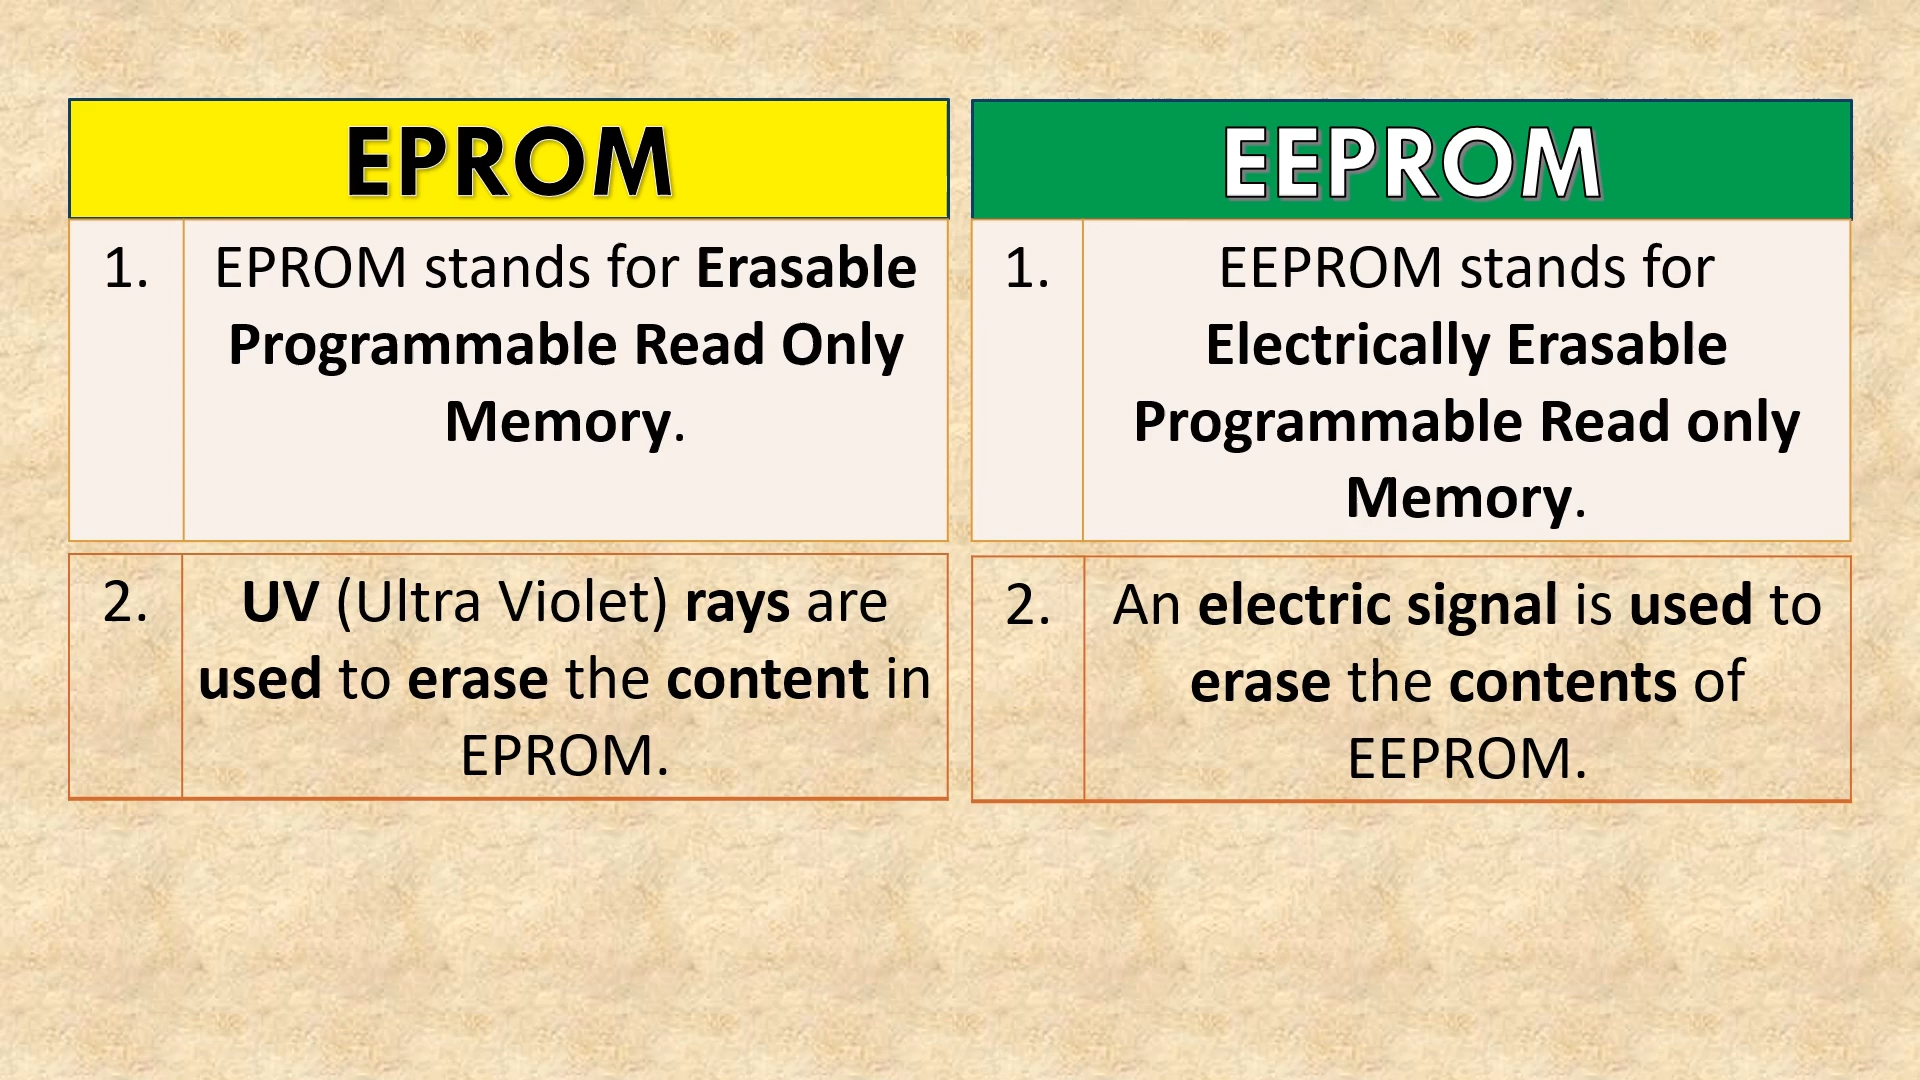 EPROM
1. EPROM stands for Erasable
Programmable Read Only
Memory.
2. UV (Ultra Violet) rays are
used to erase the content in
EPROM.
EEPROM
1. EEPROM stands for
Electrically Erasable
Programmable Read only
Memory.
2. An electric signal is used to
erase the contents of
EEPROM.